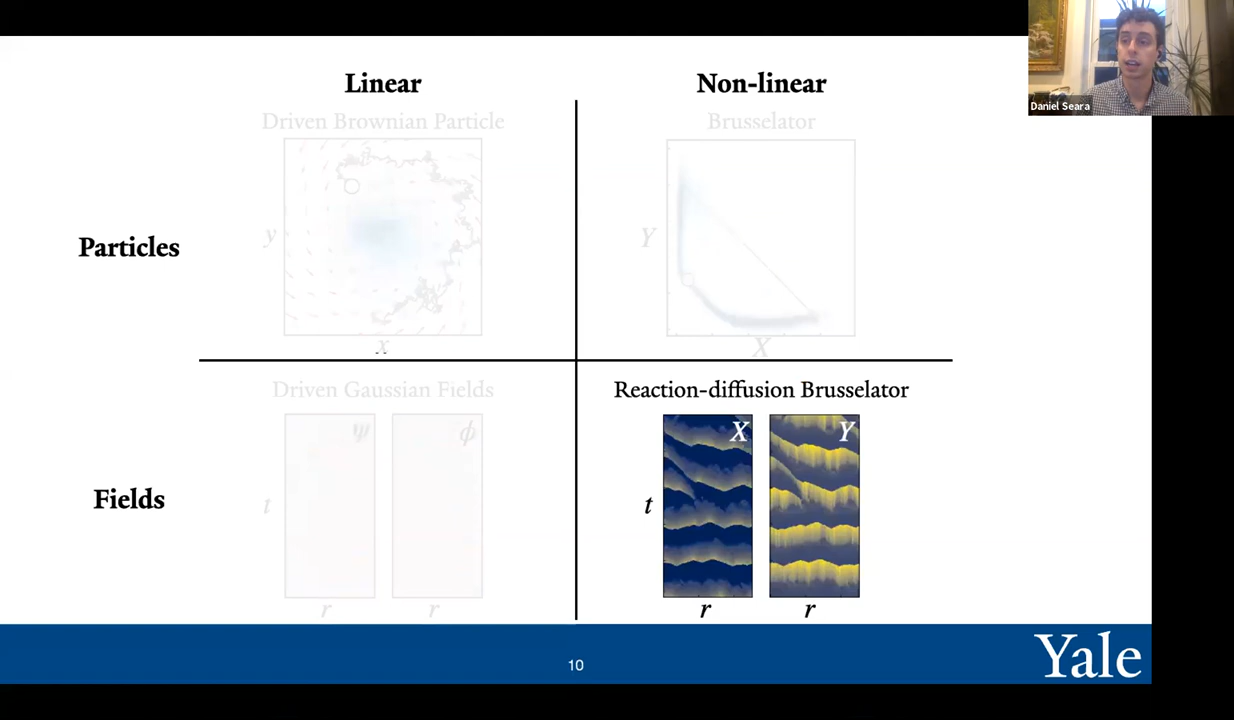 Linear
Non-linear
Daniel Seara
Driven Brownian Particle
Brusselator
y
Y
Particles
x
X
Driven Gaussian Fields
Reaction-diffusion Brusselator
ψ
ϕ
X
Y
Fields
t
t
r
r
r
r
10
Yale